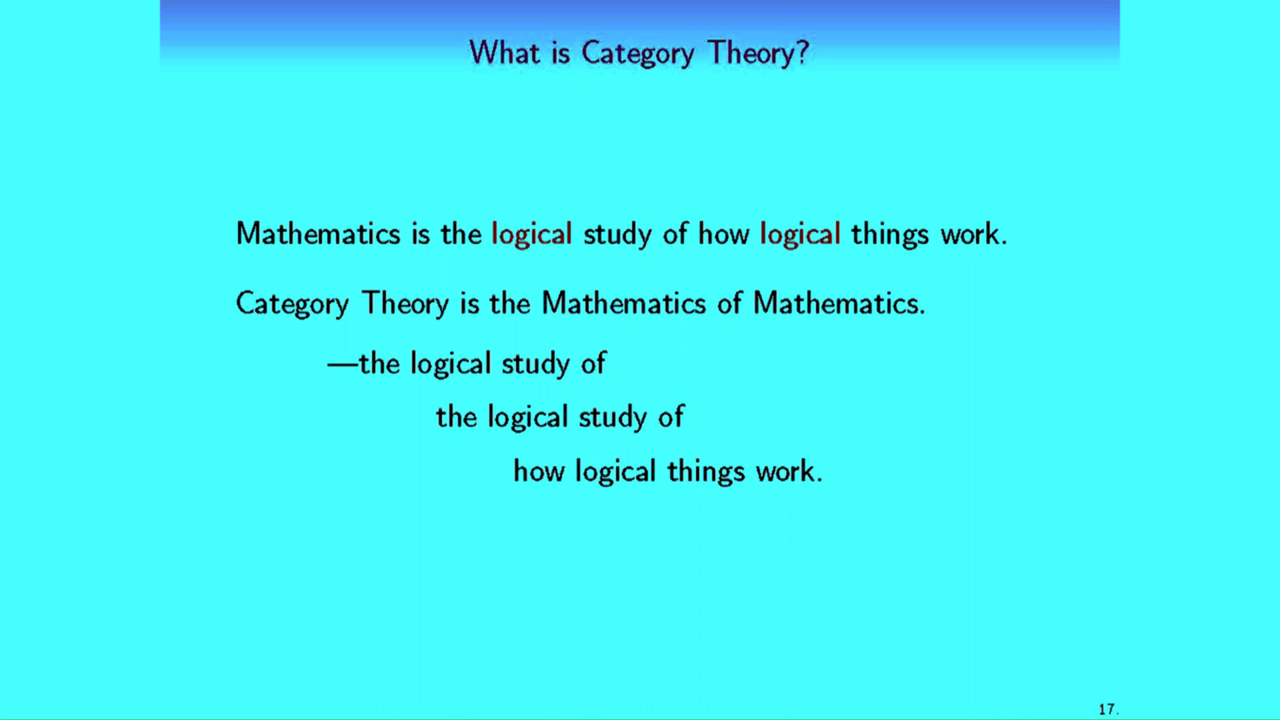 What is Category Theory?
Mathematics is the logical study of how logical things work.
Category Theory is the Mathematics of Mathematics.
—the logical study of
the logical study of
how logical things work.
17.